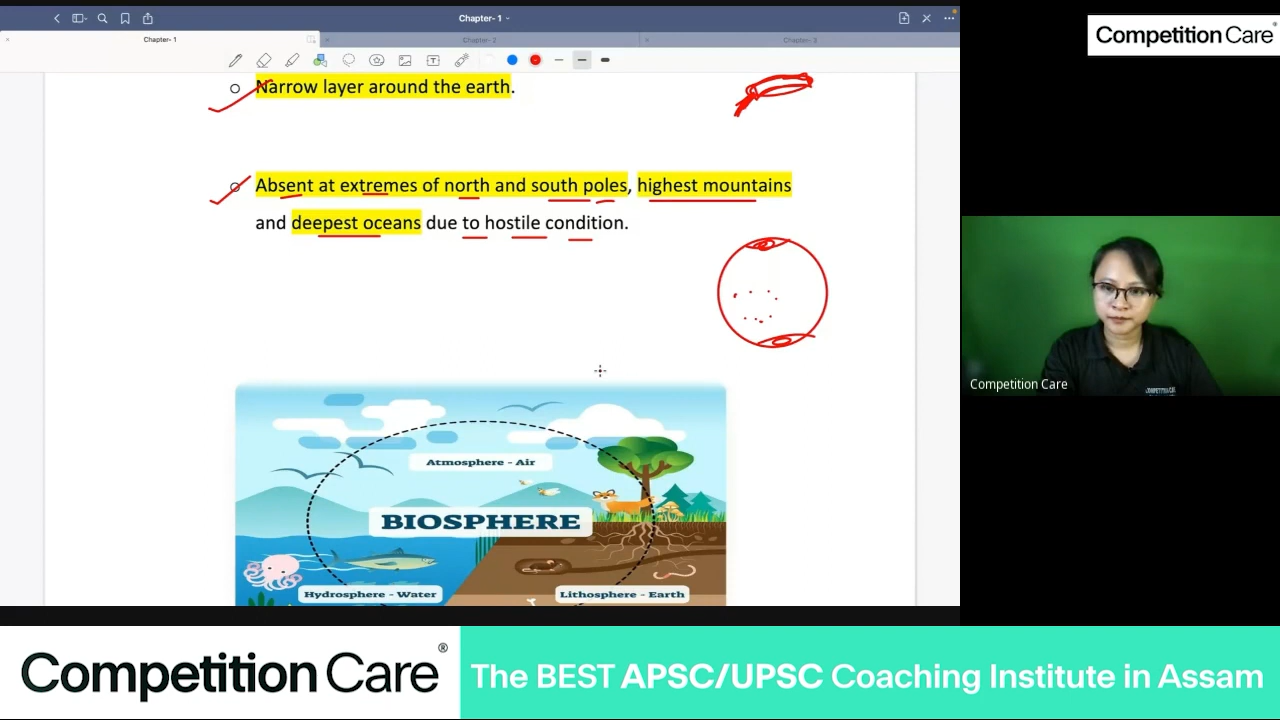 Chapter- 1
Chapter- 1
Chapter- 2
Chapter- 3
Competition Care
Narrow layer around the earth.
Absent at extremes of north and south poles, highest mountains
and deepest oceans due to hostile condition.
Atmosphere - Air
BIOSPHERE
Hydrosphere - Water
Lithosphere - Earth
Competition Care
Competition Care®
The BEST APSC/UPSC Coaching Institute in Assam